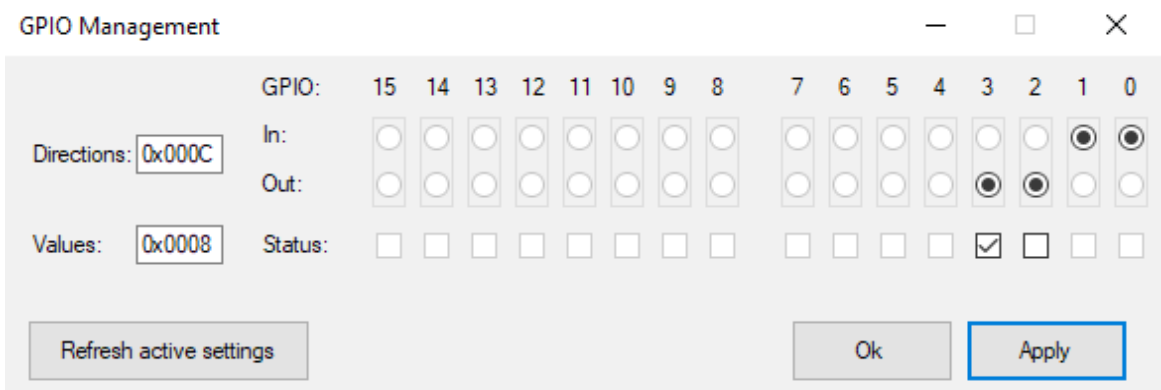 GPIO Management
GPIO: 15 14 13 12 11 10 9 8 7 6 5 4 3 2 1 0
In:
Directions: 0x000C
Out:
Values: 0x0008 Status:
Refresh active settings Ok Apply